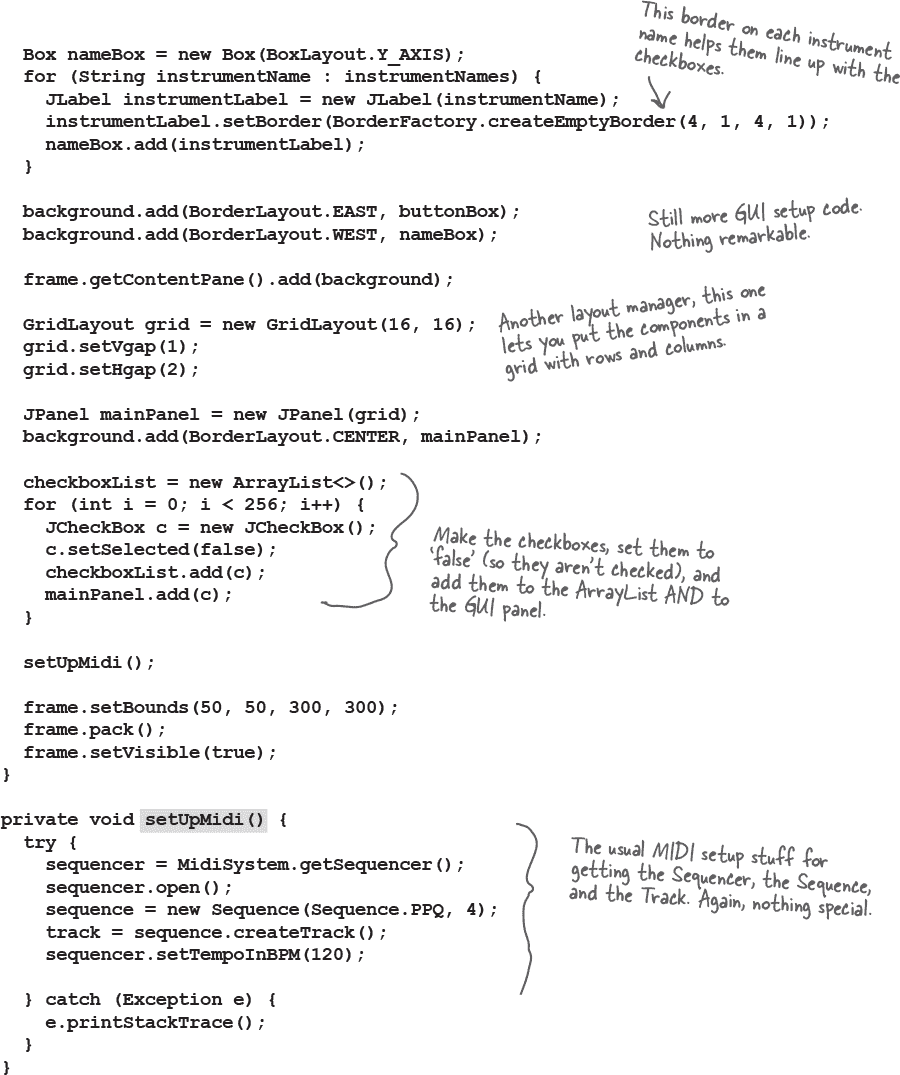 This border on each instrument
name helps them line up with the
checkboxes.
Box nameBox = new Box(BoxLayout.Y_AXIS);
for (String instrumentName : instrumentNames) {
JLabel instrumentLabel = new JLabel(instrumentName);
instrumentLabel.setBorder(BorderFactory.createEmptyBorder(4, 1, 4, 1));
nameBox.add(instrumentLabel);
}
background.add(BorderLayout.EAST, buttonBox);
background.add(BorderLayout.WEST, nameBox);
Still more GUI setup code.
Nothing remarkable.
frame.getContentPane().add(background);
GridLayout grid = new GridLayout(16, 16);
grid.setVgap(1);
grid.setHgap(2);
Another layout manager, this one
lets you put the components in a
grid with rows and columns.
JPanel mainPanel = new JPanel(grid);
background.add(BorderLayout.CENTER, mainPanel);
checkboxList = new ArrayList<>();
for (int i = 0; i < 256; i++) {
JCheckBox c = new JCheckBox();
c.setSelected(false);
checkboxList.add(c);
mainPanel.add(c);
}
Make the checkboxes, set them to
'false' (so they aren't checked), and
add them to the ArrayList AND to
the GUI panel.
setUpMidi();
frame.setBounds(50, 50, 300, 300);
frame.pack();
frame.setVisible(true);
}
private void setUpMidi() {
try {
sequencer = MidiSystem.getSequencer();
sequencer.open();
sequence = new Sequence(Sequence.PPQ, 4);
track = sequence.createTrack();
sequencer.setTempoInBPM(120);
The usual MIDI setup stuff for
getting the Sequencer, the Sequence,
and the Track. Again, nothing special.
} catch (Exception e) {
e.printStackTrace();
}
}